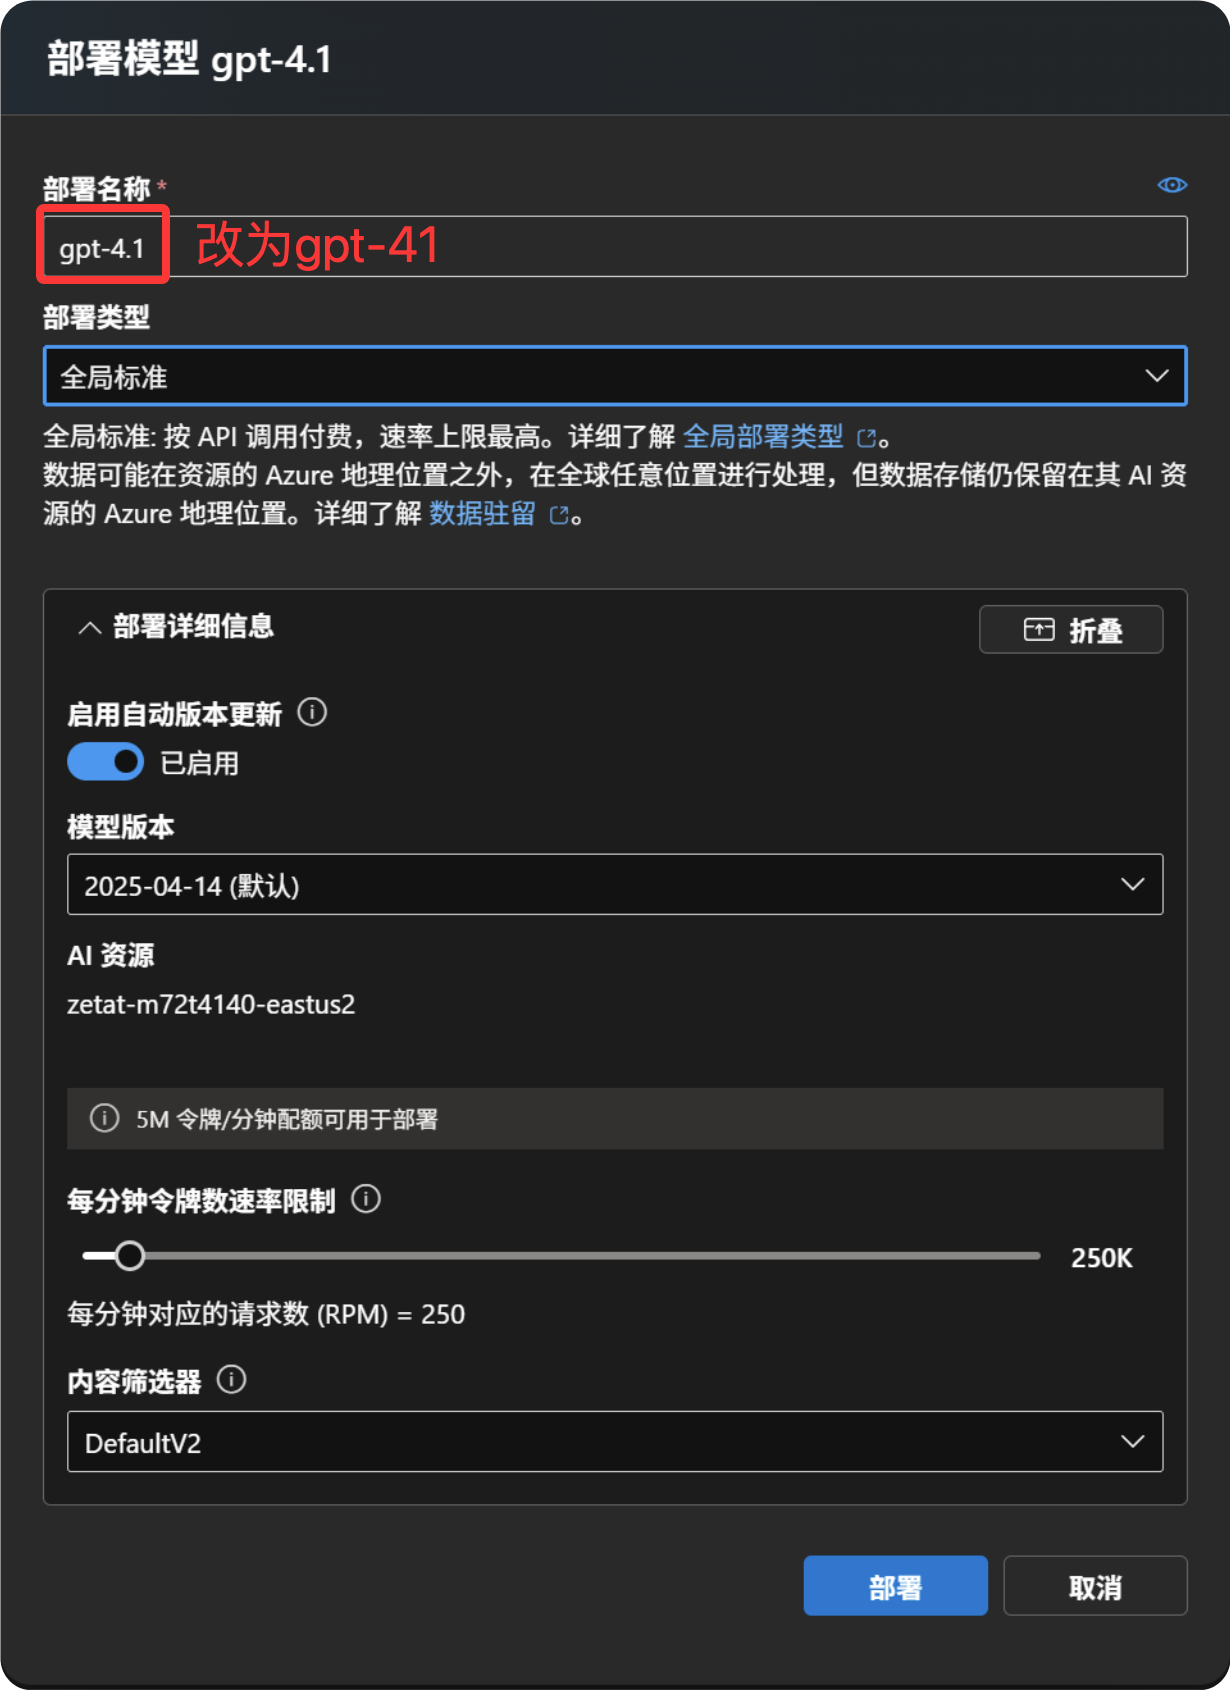 部署模型 gpt-4.1
部署名称 *
gpt-4.1 改为gpt-41
部署类型
全局标准
全局标准: 按 API 调用付费，速率上限最高。详细了解 全局部署类型 。
数据可能在资源的 Azure 地理位置之外，在全球任意位置进行处理，但数据存储仍保留在其 AI 资
源的 Azure 地理位置。详细了解 数据驻留 。
部署详细信息
折叠
启用自动版本更新
已启用
模型版本
2025-04-14 (默认)
AI 资源
zetat-m72t4140-eastus2
5M 令牌/分钟配额可用于部署
每分钟令牌数速率限制
250K
每分钟对应的请求数 (RPM) = 250
内容筛选器
DefaultV2
部署
取消